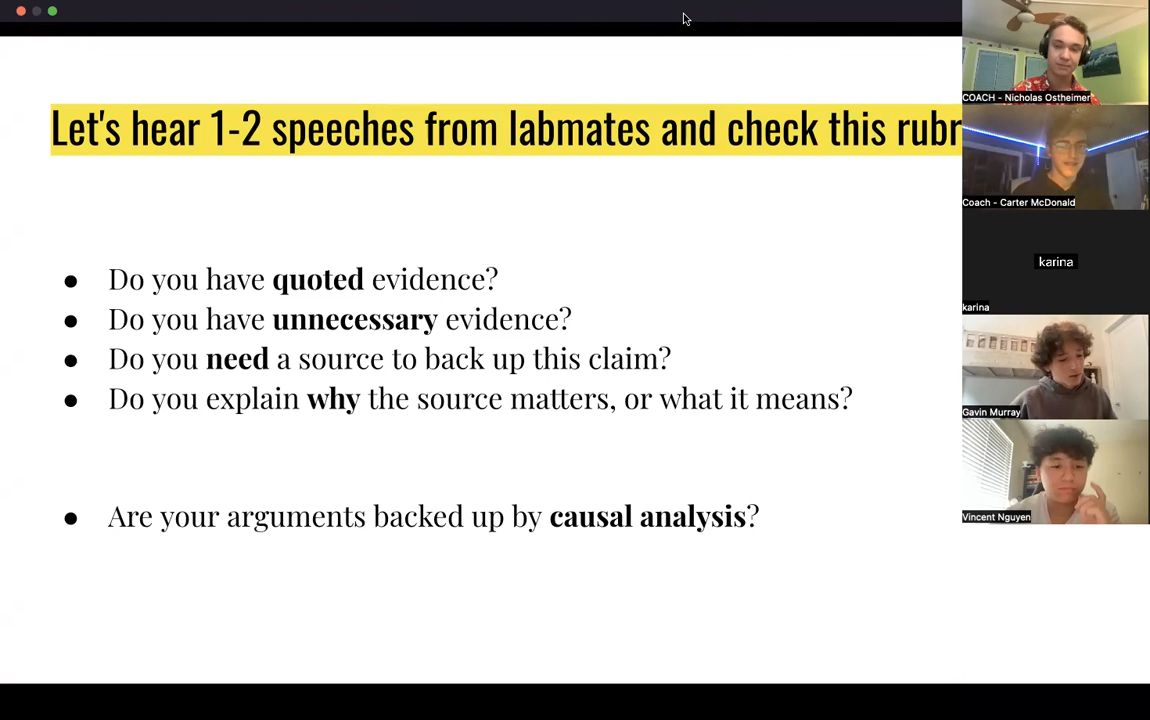 Let's hear 1-2 speeches from labmates and check this rubr
Do you have quoted evidence?
Do you have unnecessary evidence?
Do you need a source to back up this claim?
Do you explain why the source matters, or what it means?
Are your arguments backed up by causal analysis?
COACH - Nicholas Ostheimer
Coach - Carter McDonald
karina
karina
Gavin Murray
Vincent Nguyen